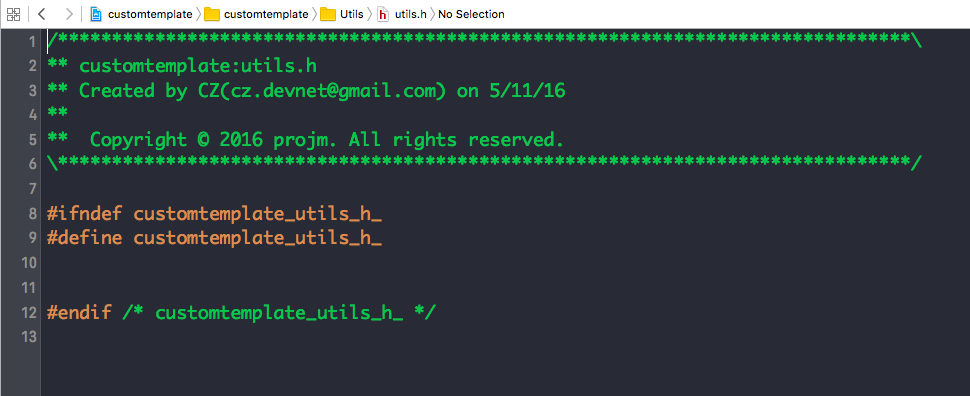 customtemplate customtemplate Utils h utils.h No Selection
1 /*******************************************************************************\
2 ** customtemplate:utils.h
3 ** Created by CZ(cz.devnet@gmail.com) on 5/11/16
4 **
5 **  Copyright © 2016 projm. All rights reserved.
6 \*******************************************************************************/
7
8 #ifndef customtemplate_utils_h_
9 #define customtemplate_utils_h_
10
11
12 #endif /* customtemplate_utils_h_ */
13